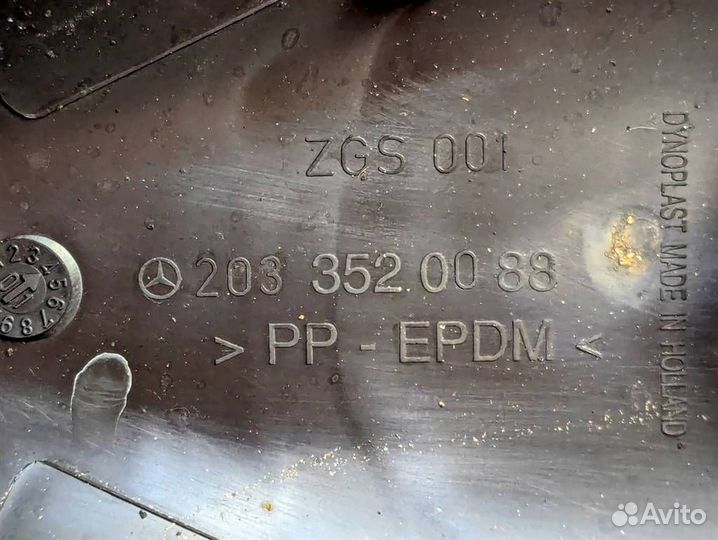 ZGS 001
203 352 00 88
> PP - EPDM <
DYNOPLAST MADE IN HOLLAND
Avito